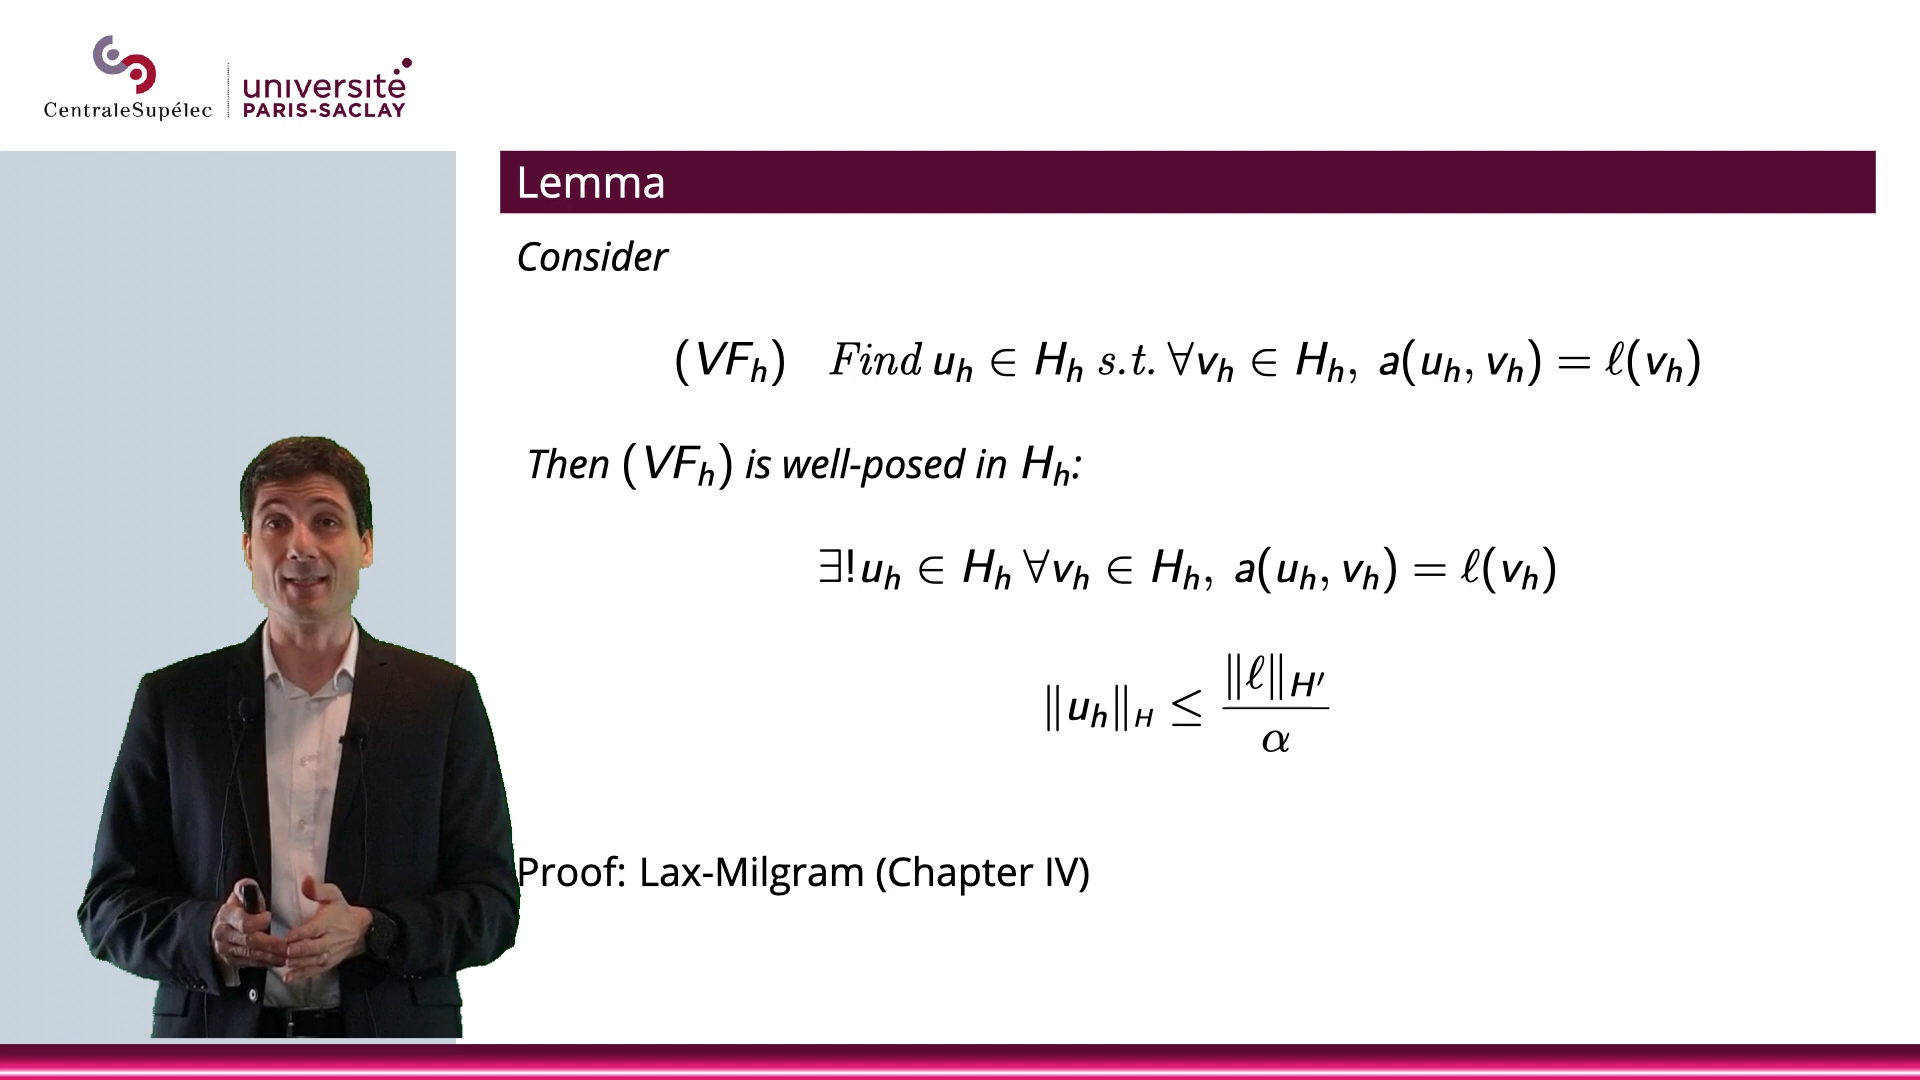 CentraleSupélec
université
PARIS-SACLAY
Lemma
Consider
(VF_h) Find u_h ∈ H_h s.t. ∀v_h ∈ H_h, a(u_h, v_h) = ℓ(v_h)
Then (VF_h) is well-posed in H_h:
∃!u_h ∈ H_h ∀v_h ∈ H_h, a(u_h, v_h) = ℓ(v_h)
‖u_h‖_H ≤ ‖ℓ‖_H′ / α
Proof: Lax-Milgram (Chapter IV)